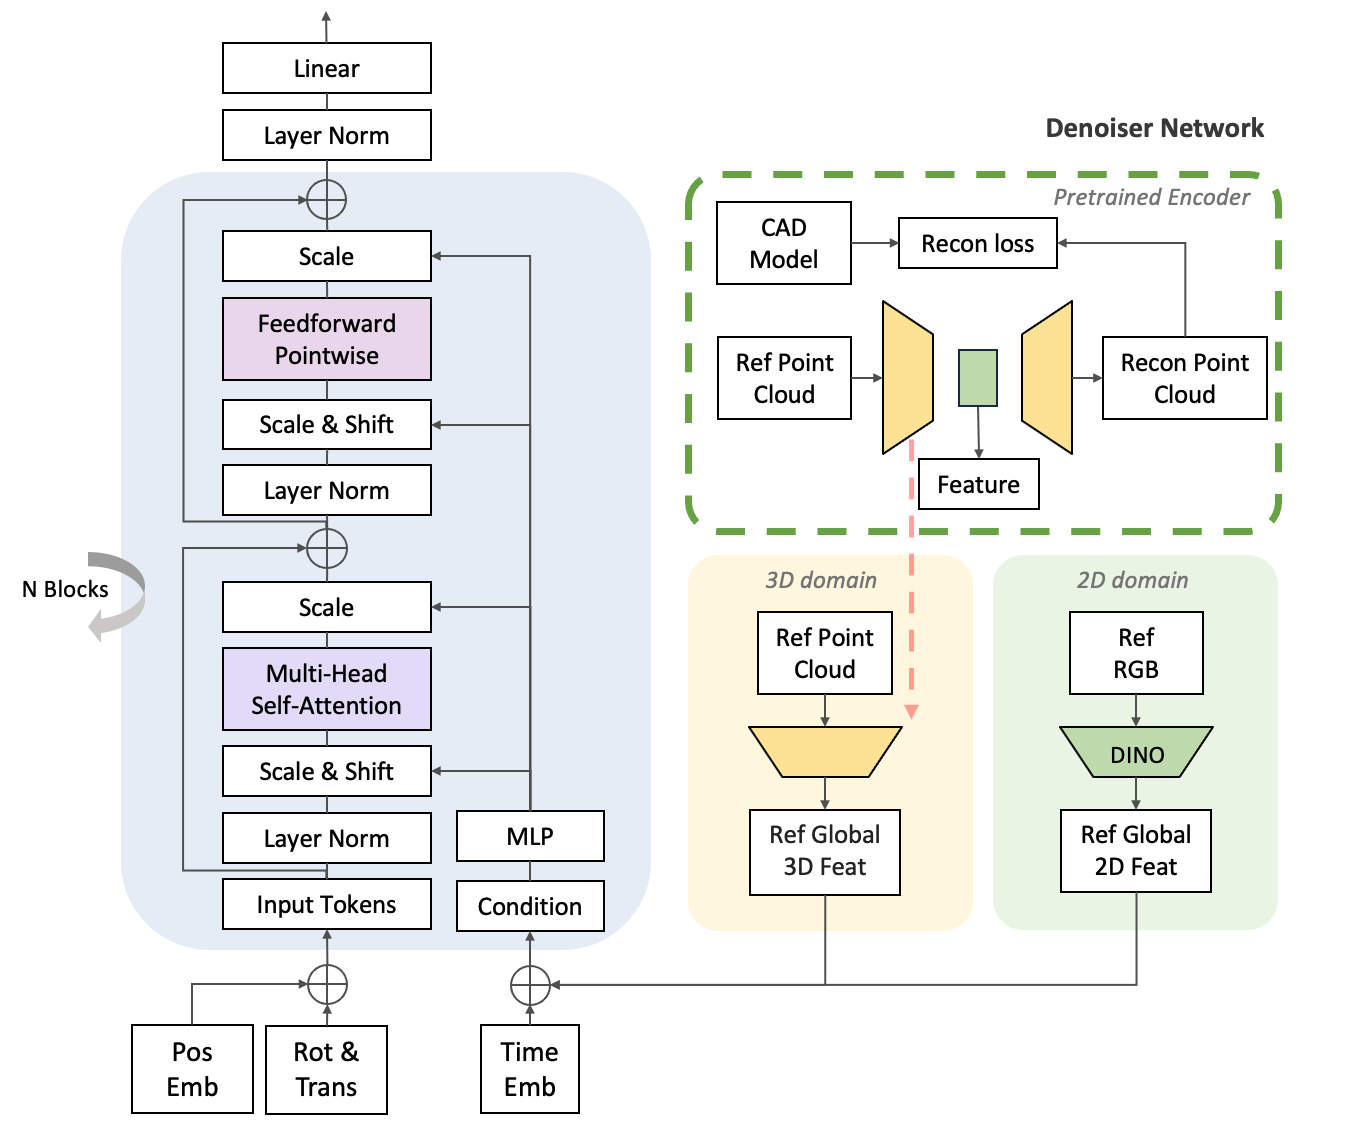 Linear
Layer Norm
Scale
Feedforward
Pointwise
Scale & Shift
Layer Norm
Scale
Multi-Head
Self-Attention
Scale & Shift
Layer Norm
Input Tokens
MLP
Condition
N Blocks
Pos
Emb
Rot &
Trans
Time
Emb
Denoiser Network
Pretrained Encoder
CAD
Model
Recon loss
Ref Point
Cloud
Recon Point
Cloud
Feature
3D domain
Ref Point
Cloud
Ref Global
3D Feat
2D domain
Ref
RGB
DINO
Ref Global
2D Feat